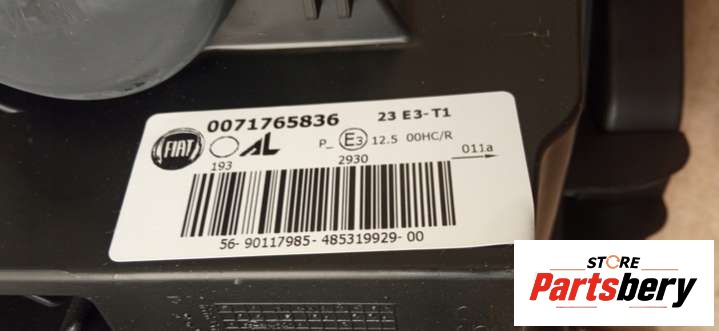 0071765836 23 E3-T1
FIAT AL P_ E3 12.5 00HC/R
193 2930 011a
56- 90117985- 485319929- 00
STORE
Partsbery